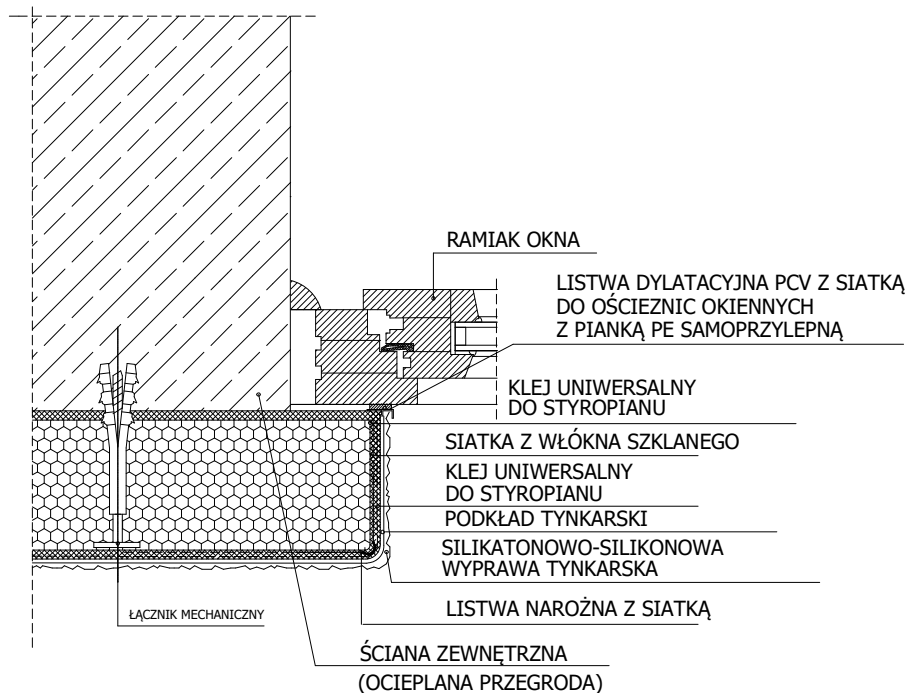 RAMIAK OKNA
LISTWA DYLATACYJNA PCV Z SIATKĄ
DO OŚCIEZNIC OKIENNYCH
Z PIANKĄ PE SAMOPRZYLEPNĄ
KLEJ UNIWERSALNY
DO STYROPIANU
SIATKA Z WŁÓKNA SZKLANEGO
KLEJ UNIWERSALNY
DO STYROPIANU
PODKŁAD TYNKARSKI
SILIKATONOWO-SILIKONOWA
WYPRAWA TYNKARSKA
LISTWA NAROŻNA Z SIATKĄ
ŁĄCZNIK MECHANICZNY
ŚCIANA ZEWNĘTRZNA
(OCIEPLANA PRZEGRODA)